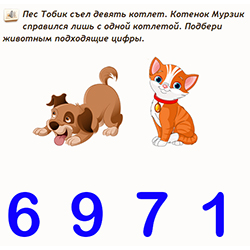 Пес Тобик съел девять котлет. Котенок Мурзик
справился лишь с одной котлетой. Подбери
животным подходящие цифры.
6 9 7 1